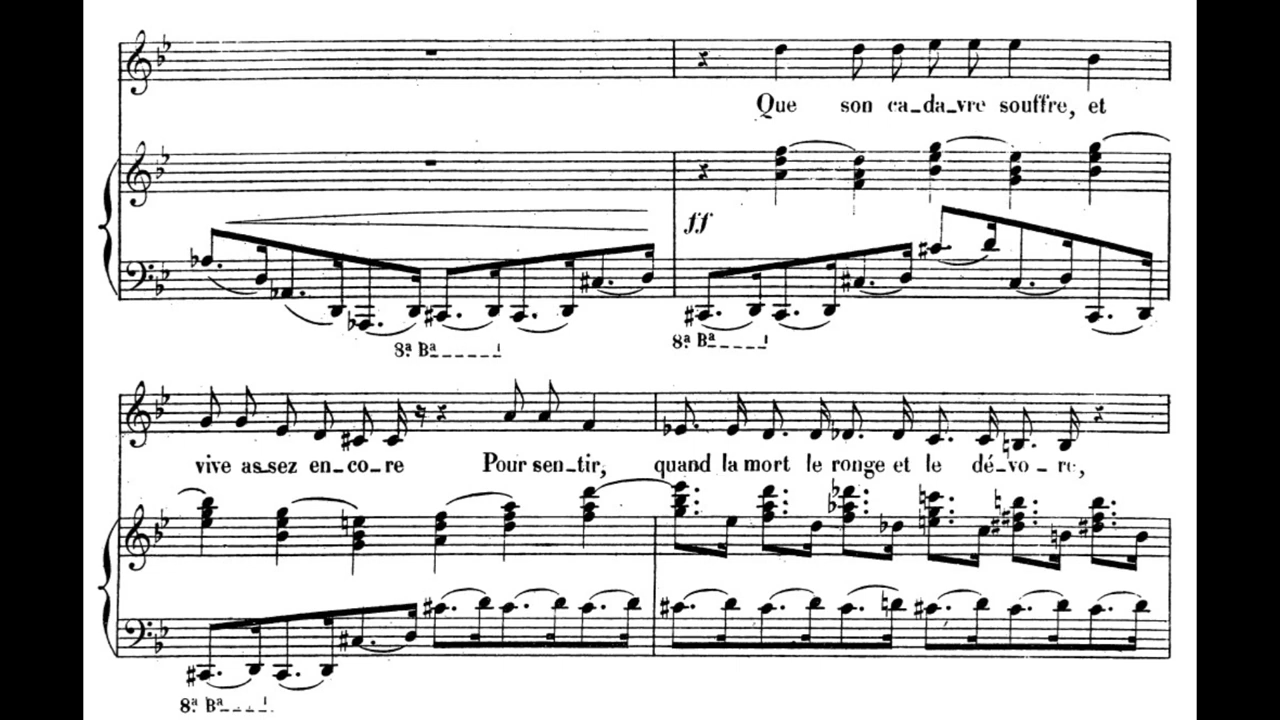 Que son ca_da_vre souffre, et
ff
8ª Bª
8ª Bª
vive as_sez en_co_re Pour sen_tir, quand la mort le ronge et le dé_vo_re,
8ª Bª